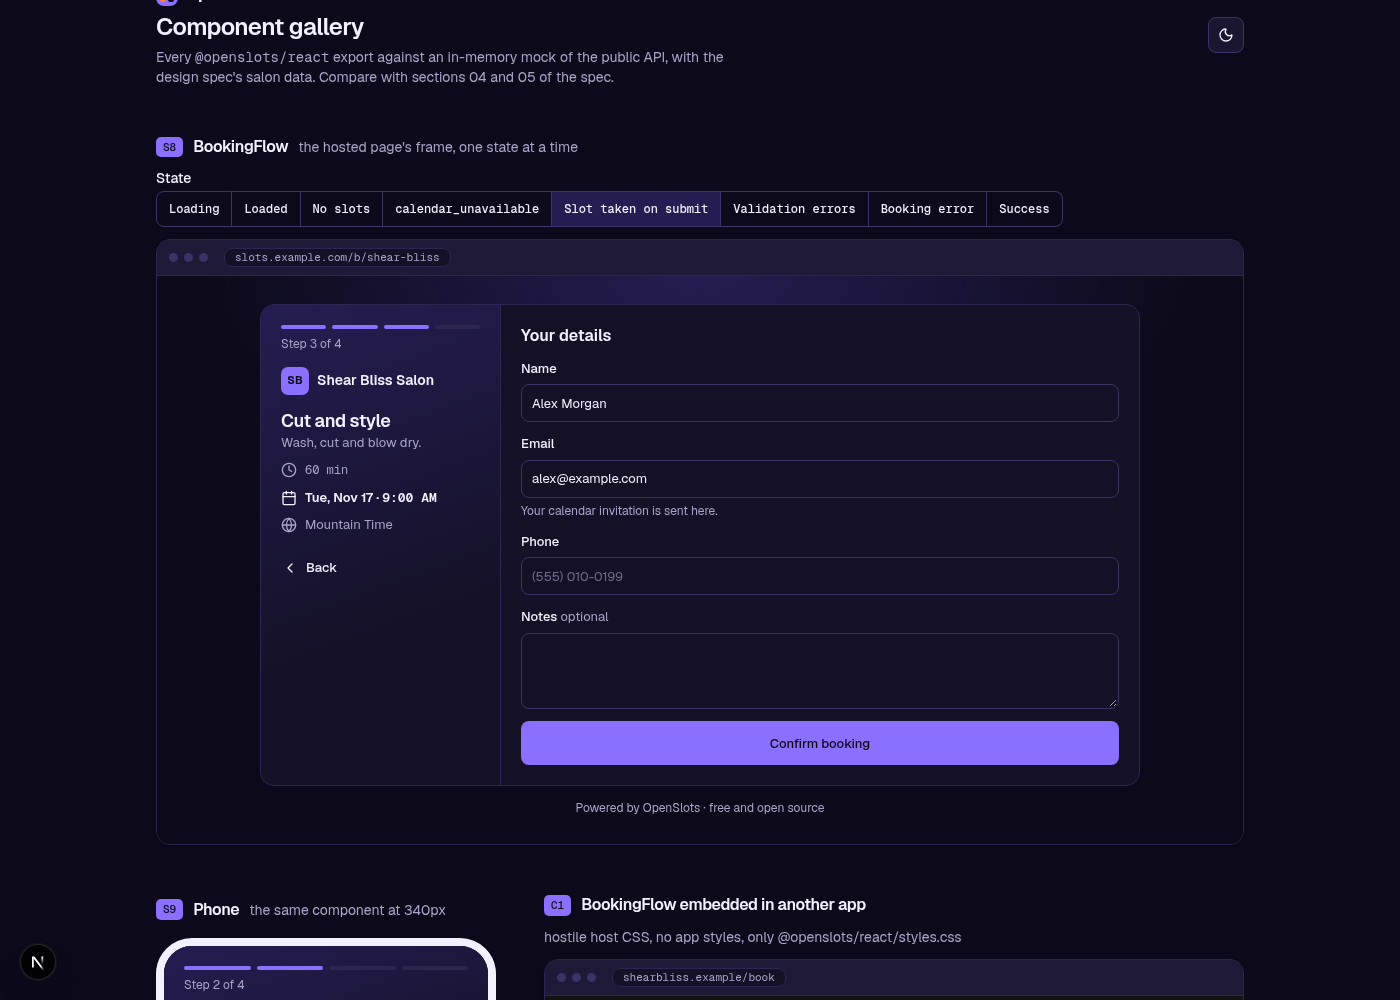 Component gallery
Every @openslots/react export against an in-memory mock of the public API, with the
design spec's salon data. Compare with sections 04 and 05 of the spec.
S8 BookingFlow the hosted page's frame, one state at a time
State
Loading Loaded No slots calendar_unavailable Slot taken on submit Validation errors Booking error Success
slots.example.com/b/shear-bliss
Step 3 of 4
SB Shear Bliss Salon
Cut and style
Wash, cut and blow dry.
60 min
Tue, Nov 17 · 9:00 AM
Mountain Time
Back
Your details
Name
Alex Morgan
Email
alex@example.com
Your calendar invitation is sent here.
Phone
(555) 010-0199
Notes optional
Confirm booking
Powered by OpenSlots · free and open source
S9 Phone the same component at 340px
Step 2 of 4
C1 BookingFlow embedded in another app
hostile host CSS, no app styles, only @openslots/react/styles.css
shearbliss.example/book
N